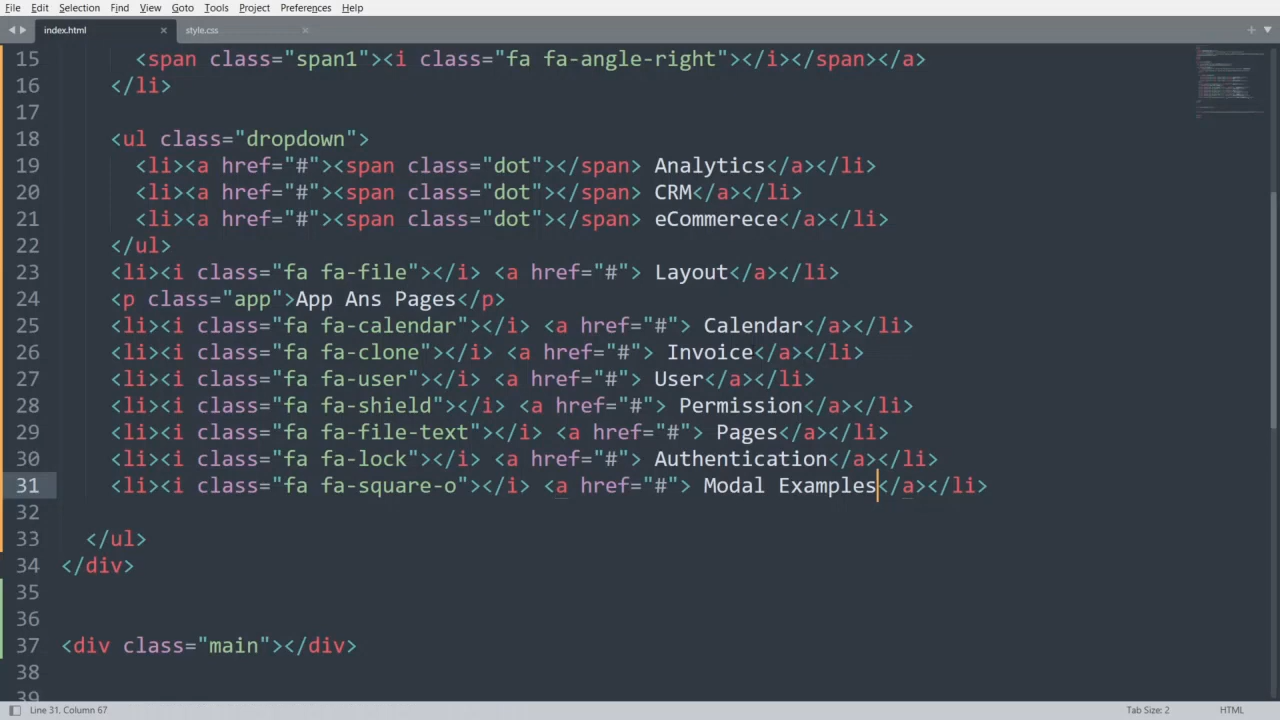 File Edit Selection View Goto Tools Project Preferences Help
index.html × style.css ×
15 <span class="span1"><i class="fa fa-angle-right"></i></span></a>
16 </li>
17
18 <ul class="dropdown">
19 <li><a href="#"><span class="dot"></span> Analytics</a></li>
20 <li><a href="#"><span class="dot"></span> CRM</a></li>
21 <li><a href="#"><span class="dot"></span> eCommerece</a></li>
22 </ul>
23 <li><i class="fa fa-file"></i> <a href="#"> Layout</a></li>
24 <p class="app">App Ans Pages</p>
25 <li><i class="fa fa-calendar"></i> <a href="#"> Calendar</a></li>
26 <li><i class="fa fa-clone"></i> <a href="#"> Invoice</a></li>
27 <li><i class="fa fa-user"></i> <a href="#"> User</a></li>
28 <li><i class="fa fa-shield"></i> <a href="#"> Permission</a></li>
29 <li><i class="fa fa-file-text"></i> <a href="#"> Pages</a></li>
30 <li><i class="fa fa-lock"></i> <a href="#"> Authentication</a></li>
31 <li><i class="fa fa-square-o"></i> <a href="#"> Modal Examples</a></li>
32
33 </ul>
34 </div>
35
36
37 <div class="main"></div>
38
39
Line 31, Column 67 Tab Size: 2 HTML